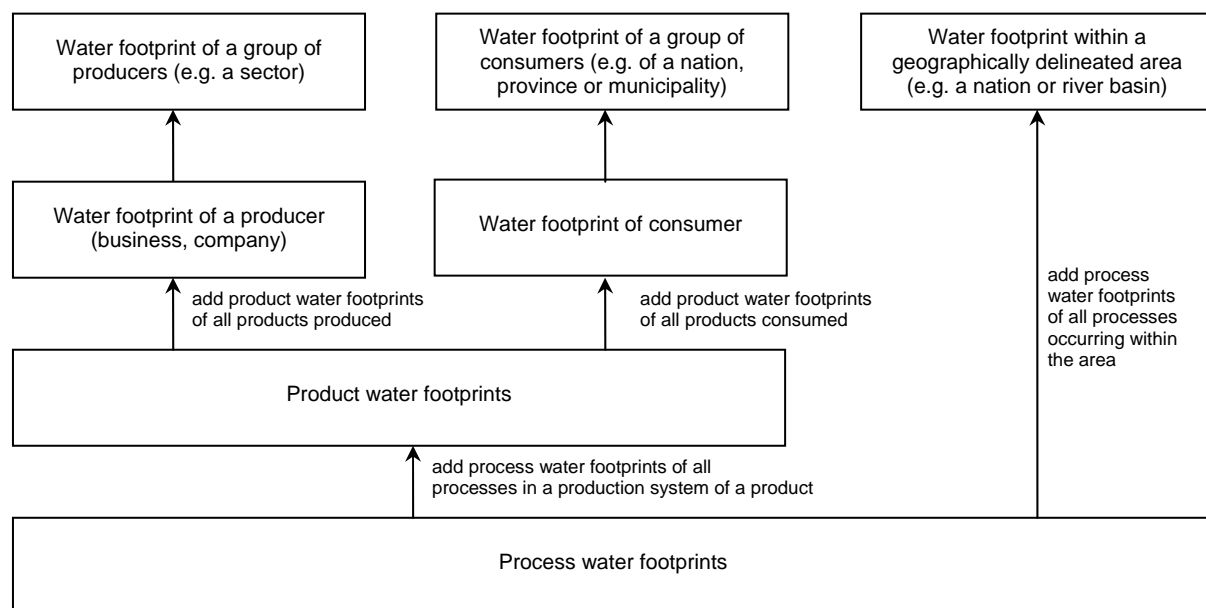 Water footprint of a group of
producers (e.g. a sector)
Water footprint of a group of
consumers (e.g. of a nation,
province or municipality)
Water footprint within a
geographically delineated area
(e.g. a nation or river basin)
Water footprint of a producer
(business, company)
Water footprint of consumer
add product water footprints
of all products produced
add product water footprints
of all products consumed
add process
water footprints
of all processes
occurring within
the area
Product water footprints
add process water footprints of all
processes in a production system of a product
Process water footprints